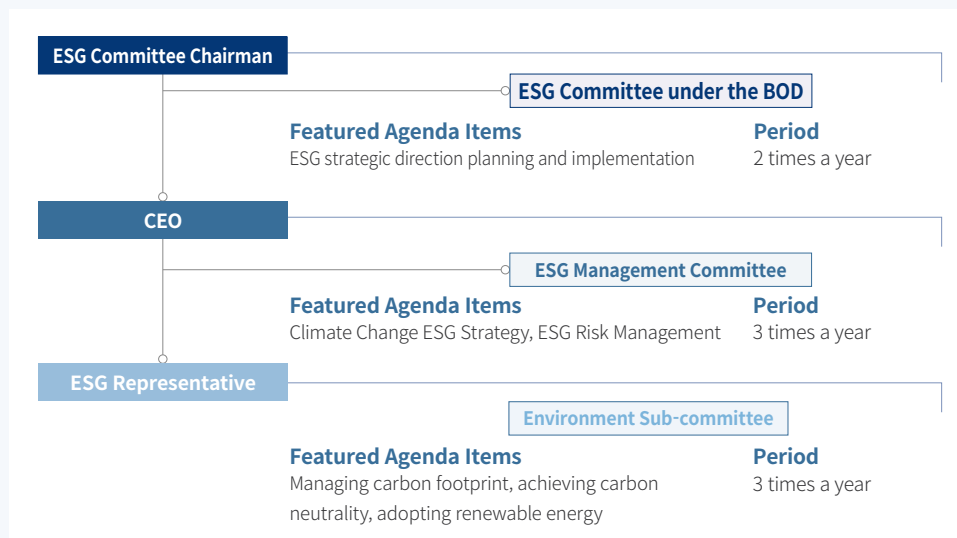 ESG Committee Chairman
ESG Committee under the BOD
Featured Agenda Items
Period
ESG strategic direction planning and implementation
2 times a year
CEO
ESG Management Committee
Featured Agenda Items
Period
Climate Change ESG Strategy, ESG Risk Management
3 times a year
ESG Representative
Environment Sub-committee
Featured Agenda Items
Period
Managing carbon footprint, achieving carbon
3 times a year
neutrality, adopting renewable energy